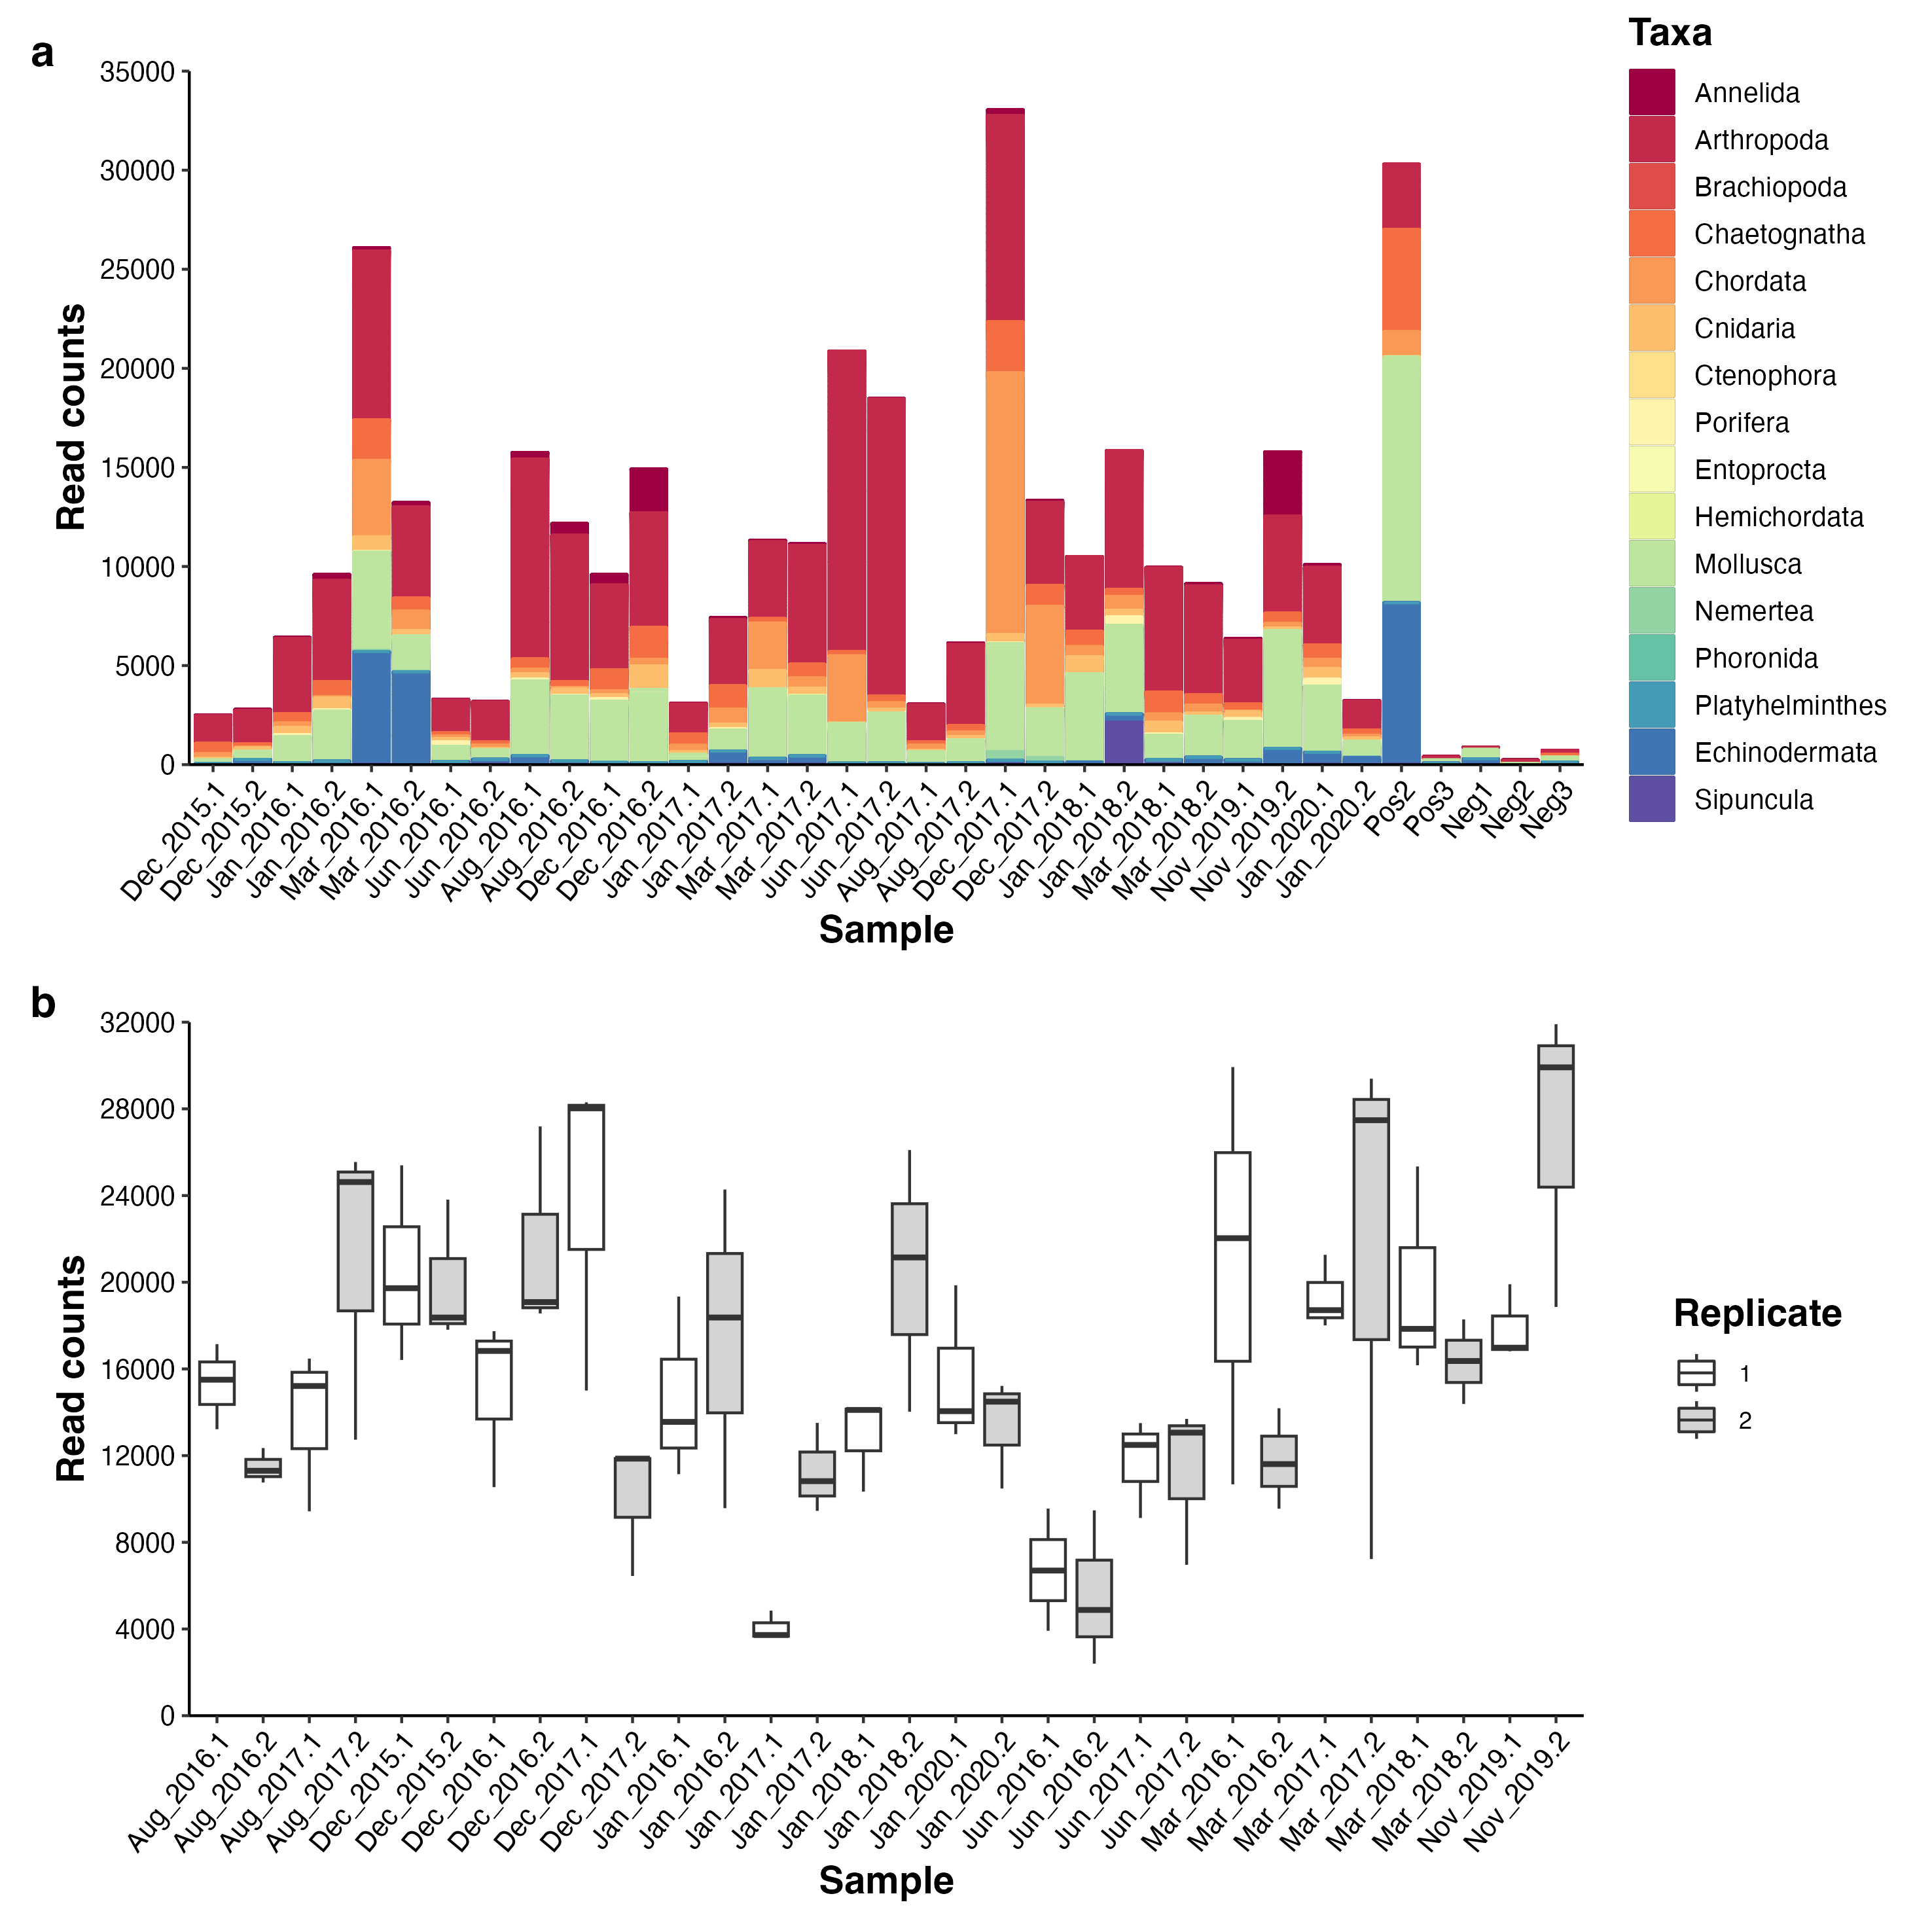 a
35000
30000
25000
20000
15000
10000
5000
0
Read counts
Dec_2015.1
Dec_2015.2
Jan_2016.1
Jan_2016.2
Mar_2016.1
Mar_2016.2
Jun_2016.1
Jun_2016.2
Aug_2016.1
Aug_2016.2
Dec_2016.1
Dec_2016.2
Jan_2017.1
Jan_2017.2
Mar_2017.1
Mar_2017.2
Jun_2017.1
Jun_2017.2
Aug_2017.1
Aug_2017.2
Dec_2017.1
Dec_2017.2
Jan_2018.1
Jan_2018.2
Mar_2018.1
Mar_2018.2
Nov_2019.1
Nov_2019.2
Jan_2020.1
Jan_2020.2
Pos2
Pos3
Neg1
Neg2
Neg3
Sample
Taxa
Annelida
Arthropoda
Brachiopoda
Chaetognatha
Chordata
Cnidaria
Ctenophora
Porifera
Entoprocta
Hemichordata
Mollusca
Nemertea
Phoronida
Platyhelminthes
Echinodermata
Sipuncula
b
32000
28000
24000
20000
16000
12000
8000
4000
0
Read counts
Aug_2016.1
Aug_2016.2
Aug_2017.1
Aug_2017.2
Dec_2015.1
Dec_2015.2
Dec_2016.1
Dec_2016.2
Dec_2017.1
Dec_2017.2
Jan_2016.1
Jan_2016.2
Jan_2017.1
Jan_2017.2
Jan_2018.1
Jan_2018.2
Jan_2020.1
Jan_2020.2
Jun_2016.1
Jun_2016.2
Jun_2017.1
Jun_2017.2
Mar_2016.1
Mar_2016.2
Mar_2017.1
Mar_2017.2
Mar_2018.1
Mar_2018.2
Nov_2019.1
Nov_2019.2
Sample
Replicate
1
2